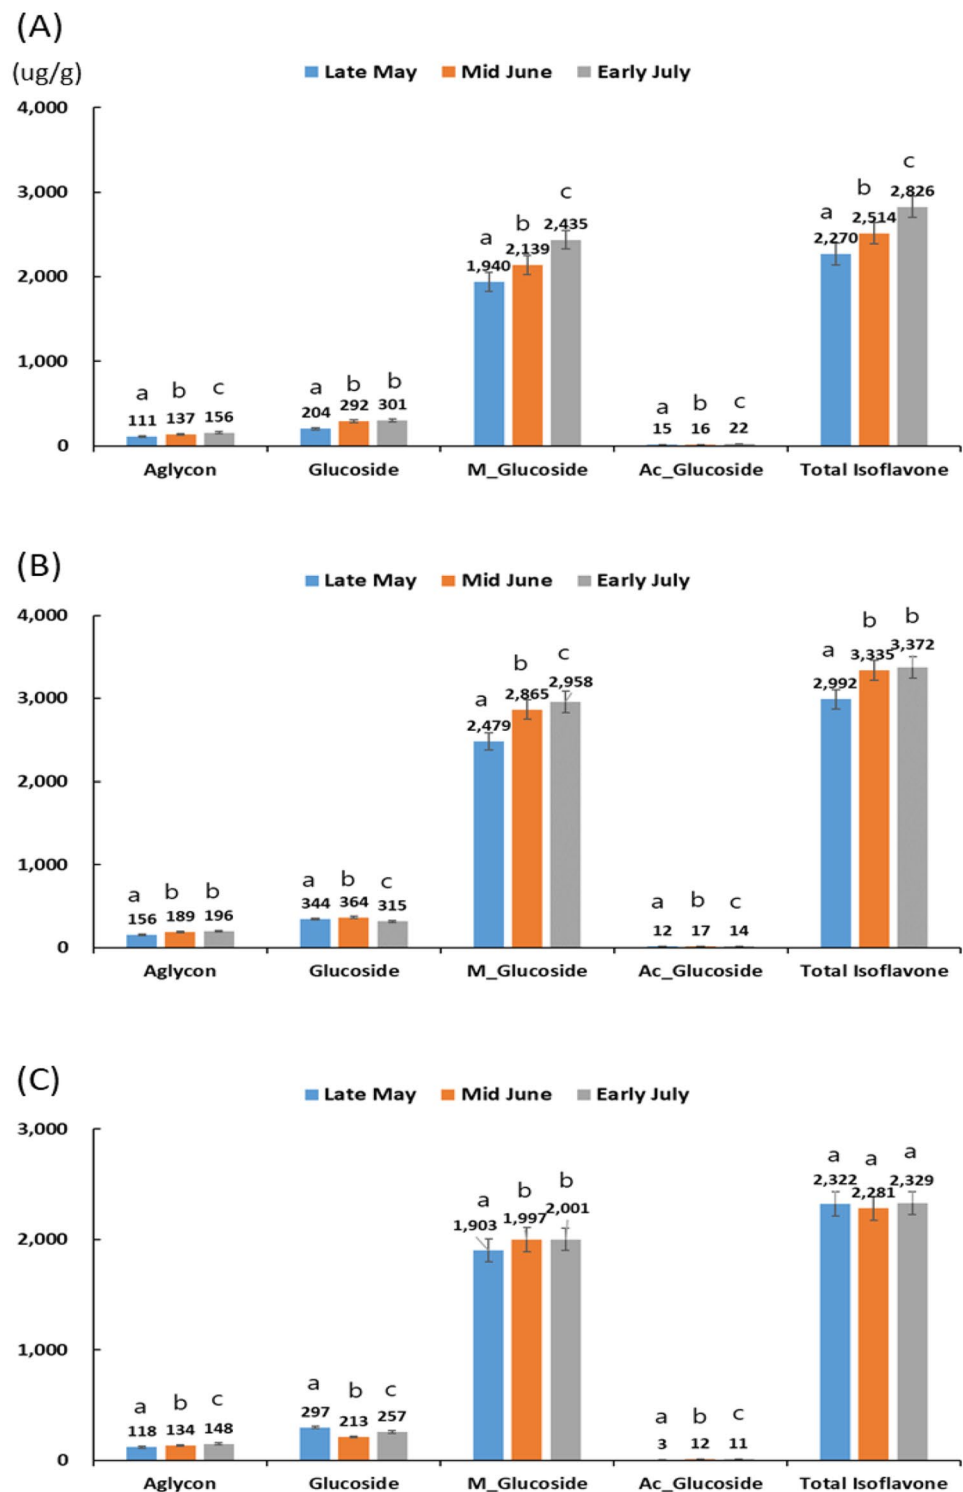 (A)
(ug/g)
Late May Mid June Early July
4,000
c
3,000
b
2,826
c
a
2,514
b
2,435
2,270
a
2,139
1,940
2,000
1,000
a b c a b b a b c
111 137 156 204 292 301 15 16 22
0
Aglycon Glucoside M_Glucoside Ac_Glucoside Total Isoflavone
(B)
Late May Mid June Early July
4,000
b b
a 3,335 3,372
b c
2,992
a 2,865 2,958
3,000
2,479
2,000
1,000
a b b a b c a b c
156 189 196 344 364 315 12 17 14
0
Aglycon Glucoside M_Glucoside Ac_Glucoside Total Isoflavone
(C)
Late May Mid June Early July
3,000
a a a
2,322 2,281 2,329
a b b
1,903 1,997 2,001
2,000
1,000
a b c a b c a b c
118 134 148 297 213 257 3 12 11
0
Aglycon Glucoside M_Glucoside Ac_Glucoside Total Isoflavone